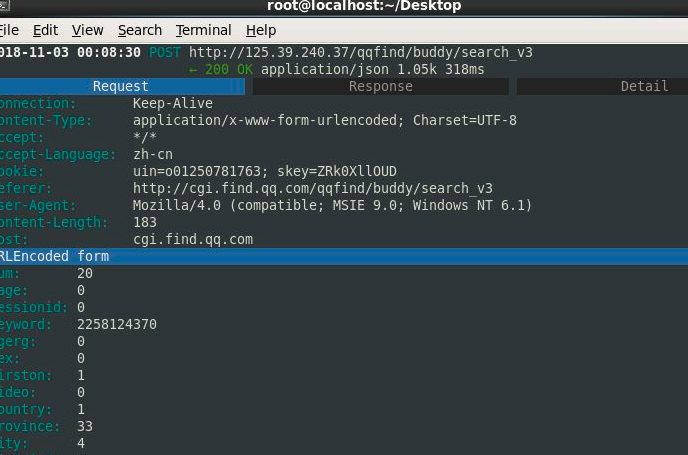 root@localhost:~/Desktop
File Edit View Search Terminal Help
018-11-03 00:08:30 POST http://125.39.240.37/qqfind/buddy/search_v3
← 200 OK application/json 1.05k 318ms
Request Response Detail
onnection: Keep-Alive
ontent-Type: application/x-www-form-urlencoded; Charset=UTF-8
ccept: */*
ccept-Language: zh-cn
ookie: uin=o01250781763; skey=ZRk0XllOUD
eferer: http://cgi.find.qq.com/qqfind/buddy/search_v3
ser-Agent: Mozilla/4.0 (compatible; MSIE 9.0; Windows NT 6.1)
ontent-Length: 183
ost: cgi.find.qq.com
RLEncoded form
um: 20
age: 0
essionid: 0
eyword: 2258124370
gerg: 0
ex: 0
irston: 1
ideo: 0
ountry: 1
rovince: 33
ity: 4